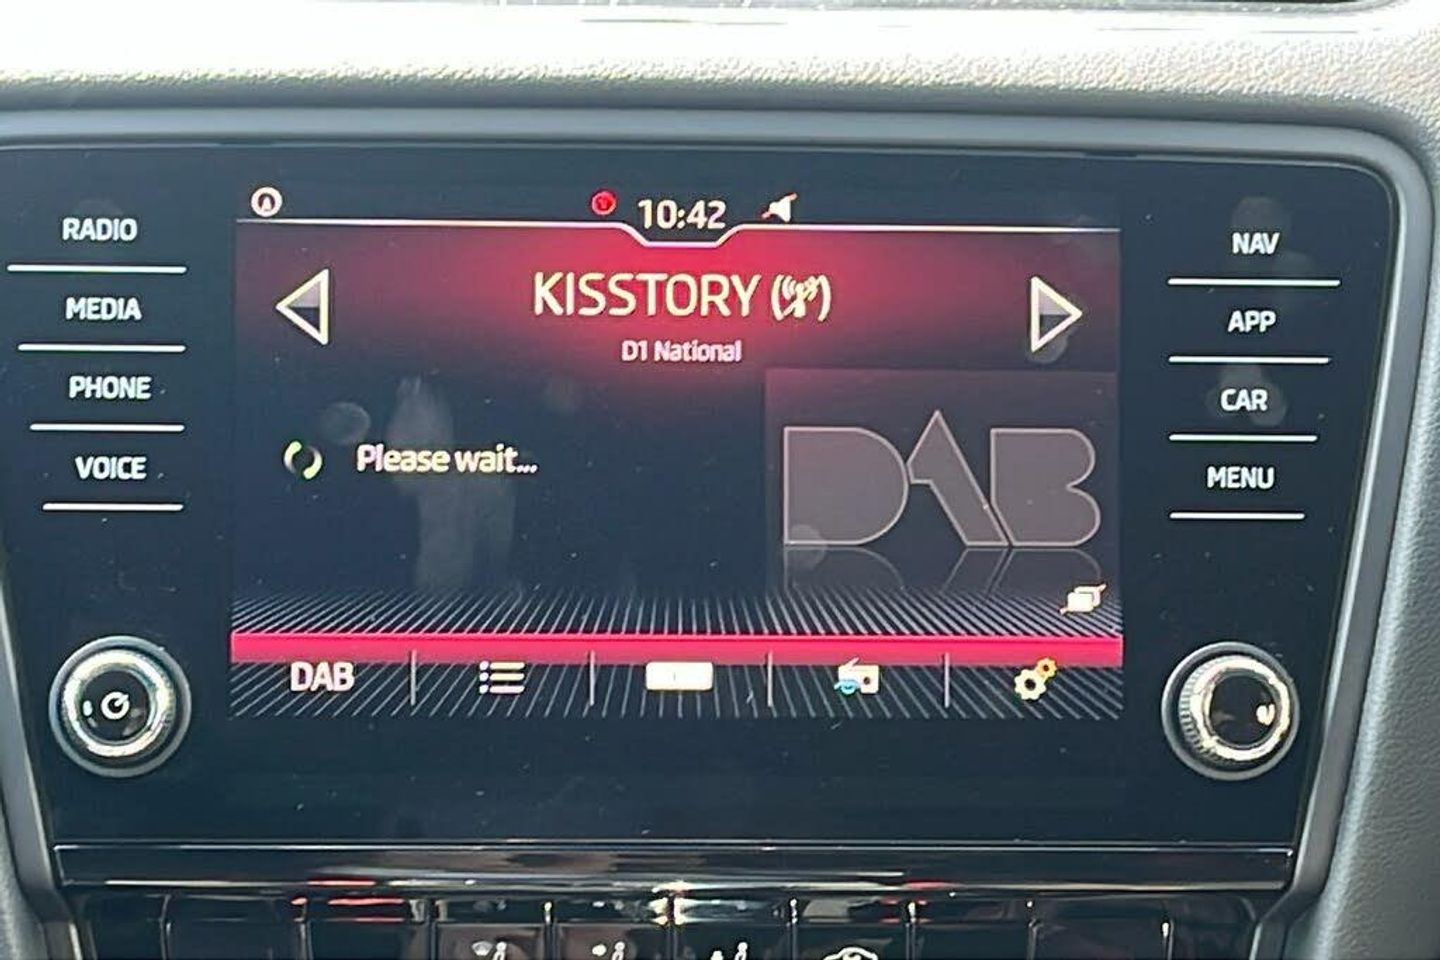 10:42
RADIO
MEDIA
PHONE
VOICE
KISSTORY
D1 National
Please wait...
DAB
DAB
NAV
APP
CAR
MENU